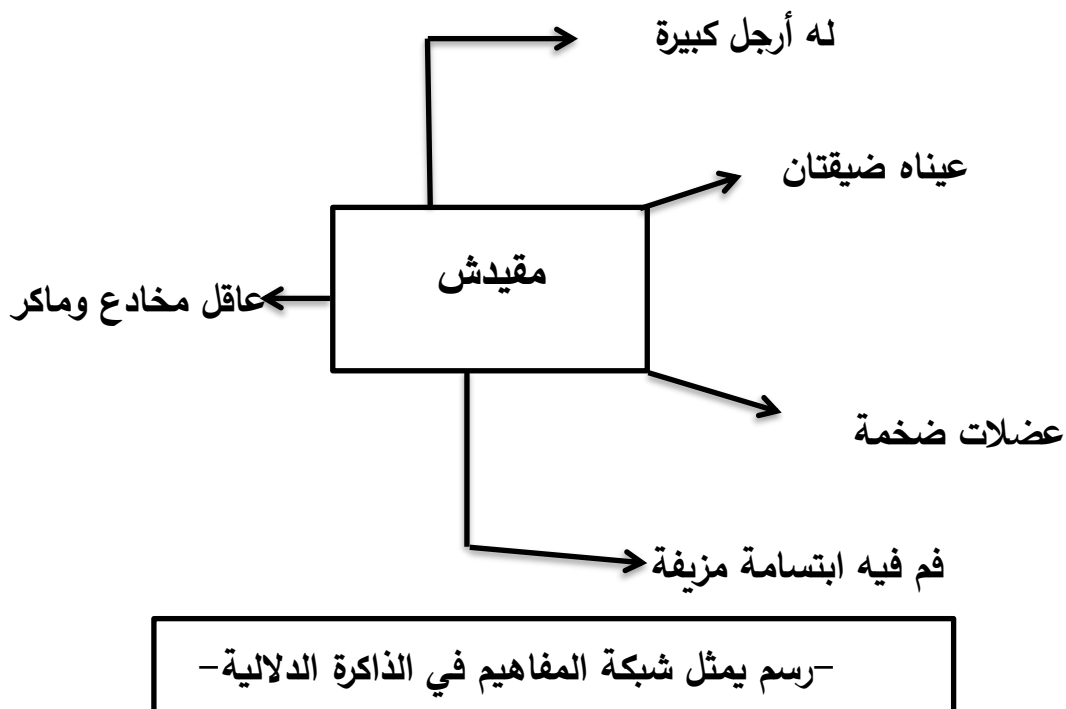 له أرجل كبيرة
عيناه ضيقتان
مقيدش
عاقل مخادع وماكر
عضلات ضخمة
فم فيه ابتسامة مزيفة
-رسم يمثل شبكة المفاهيم في الذاكرة الدلالية-